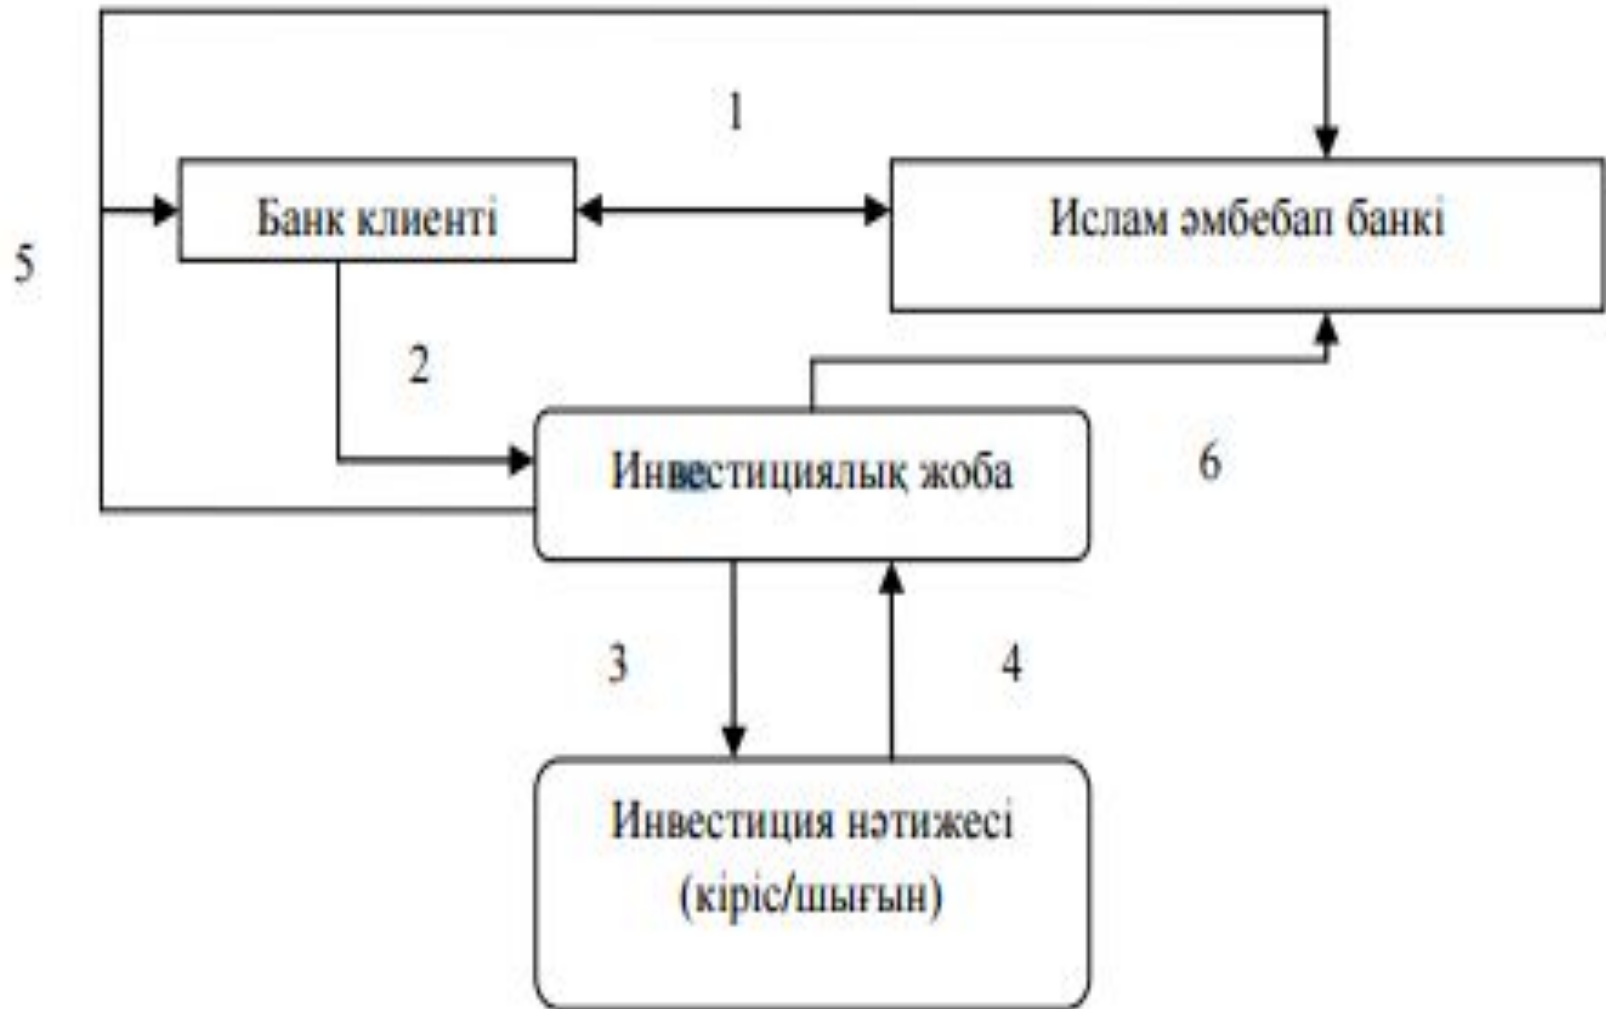 1
Банк клиенті
Ислам әмбебап банкі
5
2
Инвестициялық жоба
6
3
4
Инвестиция нәтижесі
(кіріс/шығын)